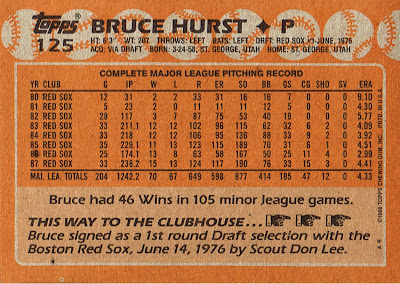 Topps
125
BRUCE HURST ♦ P
HT: 6'3" WT: 207 THROWS: LEFT BATS: LEFT DRFT: RED SOX #1-JUNE, 1976
ACQ: VIA DRAFT BORN: 3-24-58; ST. GEORGE, UTAH HOME: ST. GEORGE, UTAH
COMPLETE MAJOR LEAGUE PITCHING RECORD
YR CLUB G IP W L R ER SO BB GS CG SHO SV ERA
80 RED SOX 12 31 2 2 33 31 16 16 7 0 0 0 9.10
81 RED SOX 5 23 2 0 11 11 11 12 5 0 0 0 4.30
82 RED SOX 28 117 3 7 87 75 53 40 19 0 0 0 5.77
83 RED SOX 33 211.1 12 12 102 96 115 62 32 6 2 0 4.09
84 RED SOX 33 218 12 12 106 95 136 88 33 9 2 0 3.92
85 RED SOX 35 229.1 11 13 123 115 189 70 31 6 1 0 4.51
86 RED SOX 25 174.1 13 8 63 58 167 50 25 11 4 0 2.99
87 RED SOX 33 238.2 15 13 124 117 190 76 33 15 3 0 4.41
MAJ. LEA. TOTALS 204 1242.2 70 67 649 598 877 414 185 47 12 0 4.33
Bruce had 46 Wins in 105 minor league games.
THIS WAY TO THE CLUBHOUSE . . .
Bruce signed as a 1st round Draft selection with the
Boston Red Sox, June 14, 1976 by Scout Don Lee.
©1988 TOPPS CHEWING GUM, INC. PRTD. IN U.S.A.